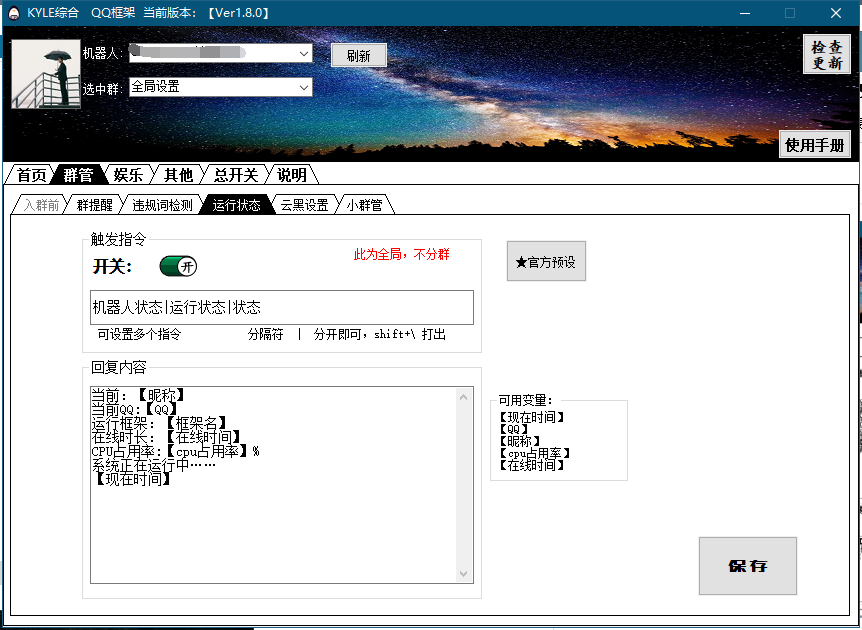 KYLE综合 QQ框架 当前版本：【Ver1.8.0】
机器人:
刷新
检查更新
选中群:
全局设置
使用手册
首页 群管 娱乐 其他 总开关 说明
入群前 群提醒 违规词检测 运行状态 云黑设置 小群管
触发指令
此为全局，不分群
开关：
开
★官方预设
机器人状态|运行状态|状态
可设置多个指令 分隔符 | 分开即可，shift+\ 打出
回复内容
当前：【昵称】
当前QQ:【QQ】
运行框架：【框架名】
在线时长：【在线时间】
CPU占用率:【cpu占用率】%
系统正在运行中……
【现在时间】
可用变量：
【现在时间】
【QQ】
【昵称】
【cpu占用率】
【在线时间】
保存